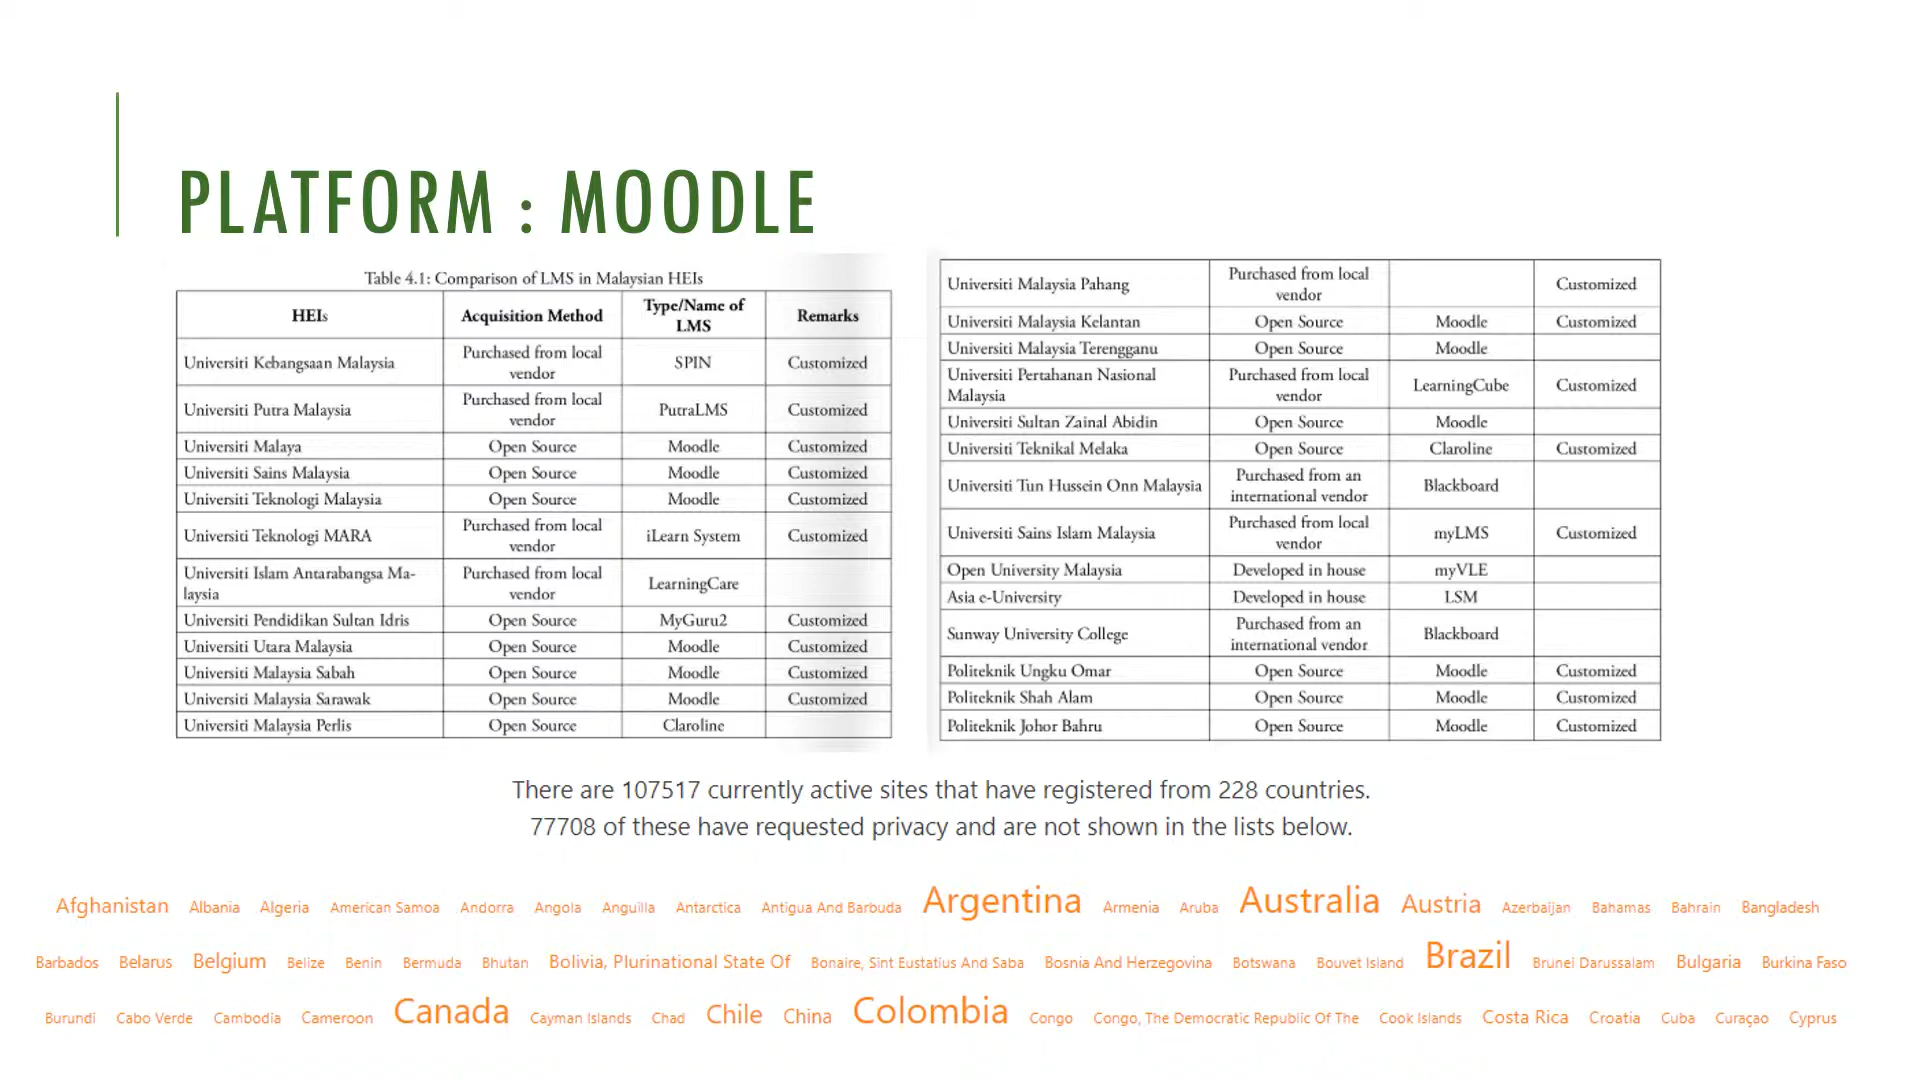 PLATFORM : MOODLE
Table 4.1: Comparison of LMS in Malaysian HEIs
HEIs Acquisition Method Type/Name of LMS Remarks
Universiti Kebangsaan Malaysia Purchased from local vendor SPIN Customized
Universiti Putra Malaysia Purchased from local vendor PutraLMS Customized
Universiti Malaya Open Source Moodle Customized
Universiti Sains Malaysia Open Source Moodle Customized
Universiti Teknologi Malaysia Open Source Moodle Customized
Universiti Teknologi MARA Purchased from local vendor iLearn System Customized
Universiti Islam Antarabangsa Ma-laysia Purchased from local vendor LearningCare
Universiti Pendidikan Sultan Idris Open Source MyGuru2 Customized
Universiti Utara Malaysia Open Source Moodle Customized
Universiti Malaysia Sabah Open Source Moodle Customized
Universiti Malaysia Sarawak Open Source Moodle Customized
Universiti Malaysia Perlis Open Source Claroline
Universiti Malaysia Pahang Purchased from local vendor Customized
Universiti Malaysia Kelantan Open Source Moodle Customized
Universiti Malaysia Terengganu Open Source Moodle
Universiti Pertahanan Nasional Malaysia Purchased from local vendor LearningCube Customized
Universiti Sultan Zainal Abidin Open Source Moodle
Universiti Teknikal Melaka Open Source Claroline Customized
Universiti Tun Hussein Onn Malaysia Purchased from an international vendor Blackboard
Universiti Sains Islam Malaysia Purchased from local vendor myLMS Customized
Open University Malaysia Developed in house myVLE
Asia e-University Developed in house LSM
Sunway University College Purchased from an international vendor Blackboard
Politeknik Ungku Omar Open Source Moodle Customized
Politeknik Shah Alam Open Source Moodle Customized
Politeknik Johor Bahru Open Source Moodle Customized
There are 107517 currently active sites that have registered from 228 countries.
77708 of these have requested privacy and are not shown in the lists below.
Afghanistan Albania Algeria American Samoa Andorra Angola Anguilla Antarctica Antigua And Barbuda Argentina Armenia Aruba Australia Austria Azerbaijan Bahamas Bahrain Bangladesh
Barbados Belarus Belgium Belize Benin Bermuda Bhutan Bolivia, Plurinational State Of Bonaire, Sint Eustatius And Saba Bosnia And Herzegovina Botswana Bouvet Island Brazil Brunei Darussalam Bulgaria Burkina Faso
Burundi Cabo Verde Cambodia Cameroon Canada Cayman Islands Chad Chile China Colombia Congo Congo, The Democratic Republic Of The Cook Islands Costa Rica Croatia Cuba Curaçao Cyprus